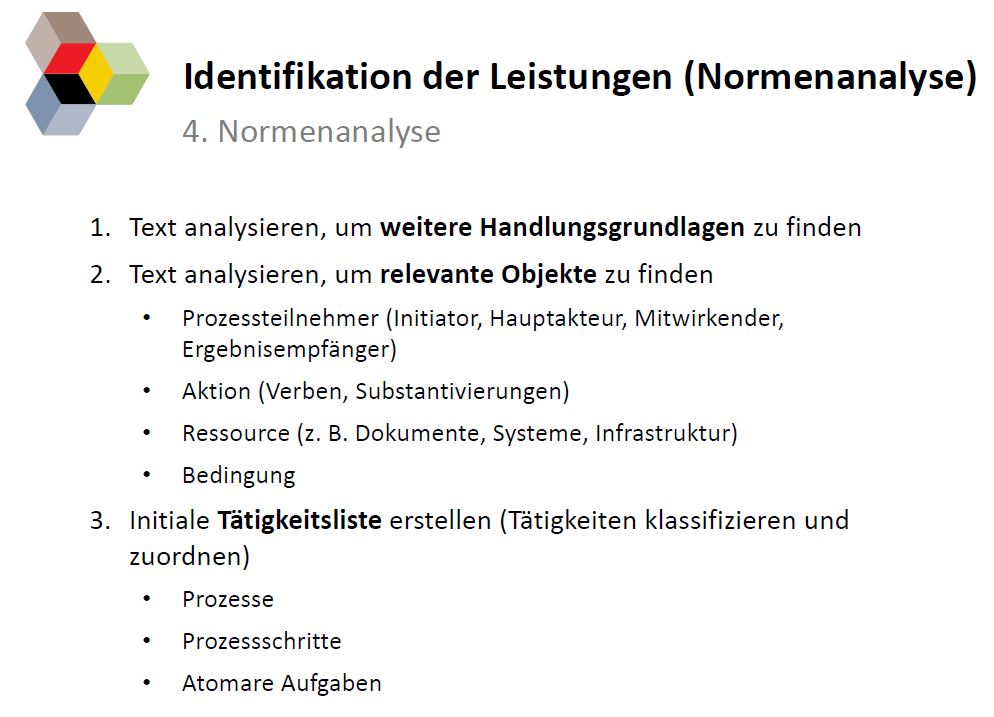 Identifikation der Leistungen (Normenanalyse)
4. Normenanalyse
1. Text analysieren, um weitere Handlungsgrundlagen zu finden
2. Text analysieren, um relevante Objekte zu finden
• Prozessteilnehmer (Initiator, Hauptakteur, Mitwirkender,
Ergebnisempfänger)
• Aktion (Verben, Substantivierungen)
• Ressource (z. B. Dokumente, Systeme, Infrastruktur)
• Bedingung
3. Initiale Tätigkeitsliste erstellen (Tätigkeiten klassifizieren und
zuordnen)
• Prozesse
• Prozessschritte
• Atomare Aufgaben